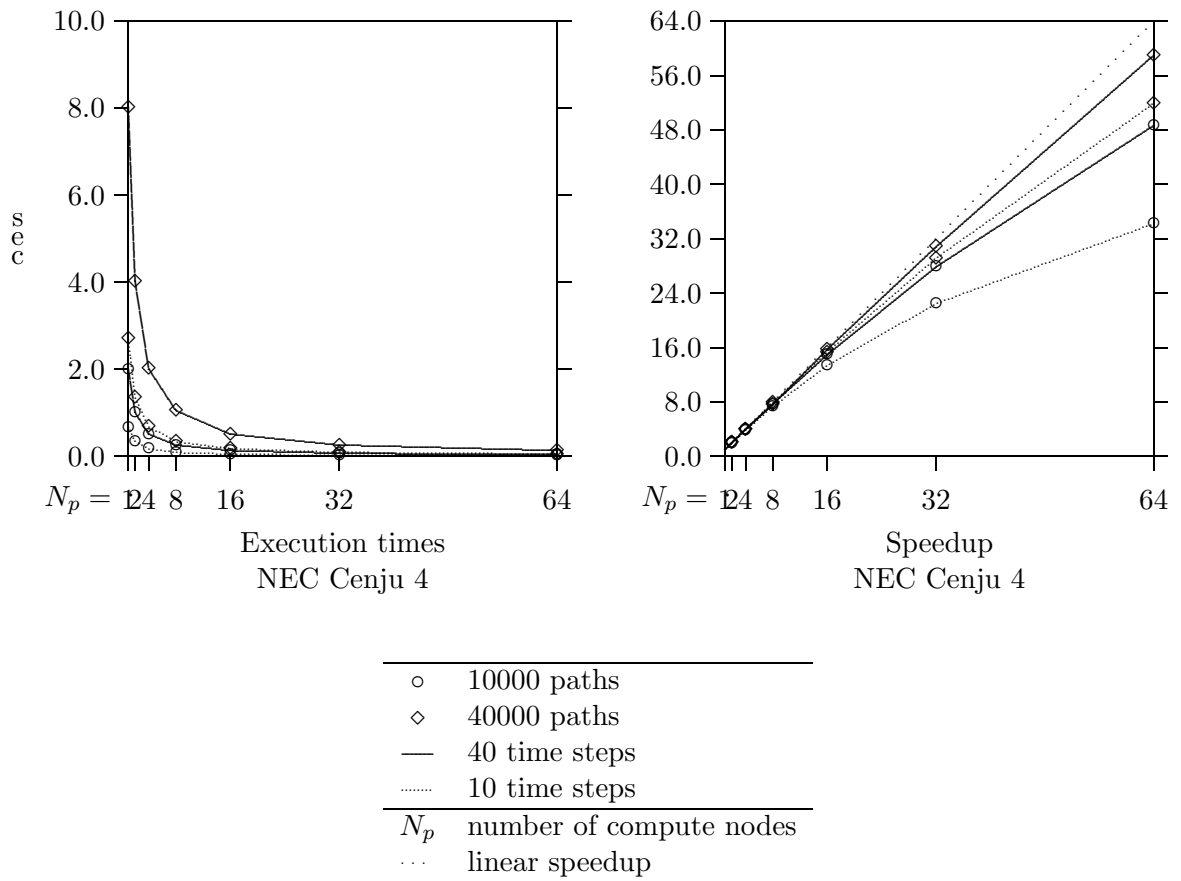 10.0
8.0
6.0
4.0
2.0
0.0
sec
N_p = 1 2 4 8 16 32 64
Execution times
NEC Cenju 4
64.0
56.0
48.0
40.0
32.0
24.0
16.0
8.0
0.0
N_p = 1 2 4 8 16 32 64
Speedup
NEC Cenju 4
10000 paths
40000 paths
40 time steps
10 time steps
N_p number of compute nodes
linear speedup